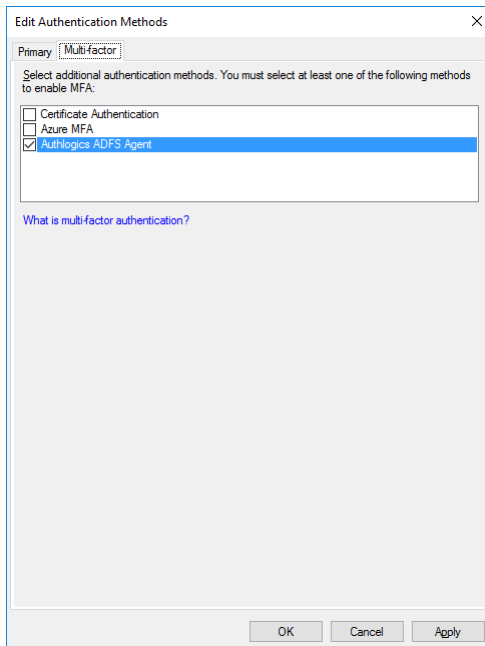 Edit Authentication Methods
Primary
Multi-factor
Select additional authentication methods. You must select at least one of the following methods
to enable MFA:
Certificate Authentication
Azure MFA
Authlogics ADFS Agent
What is multi-factor authentication?
OK
Cancel
Apply